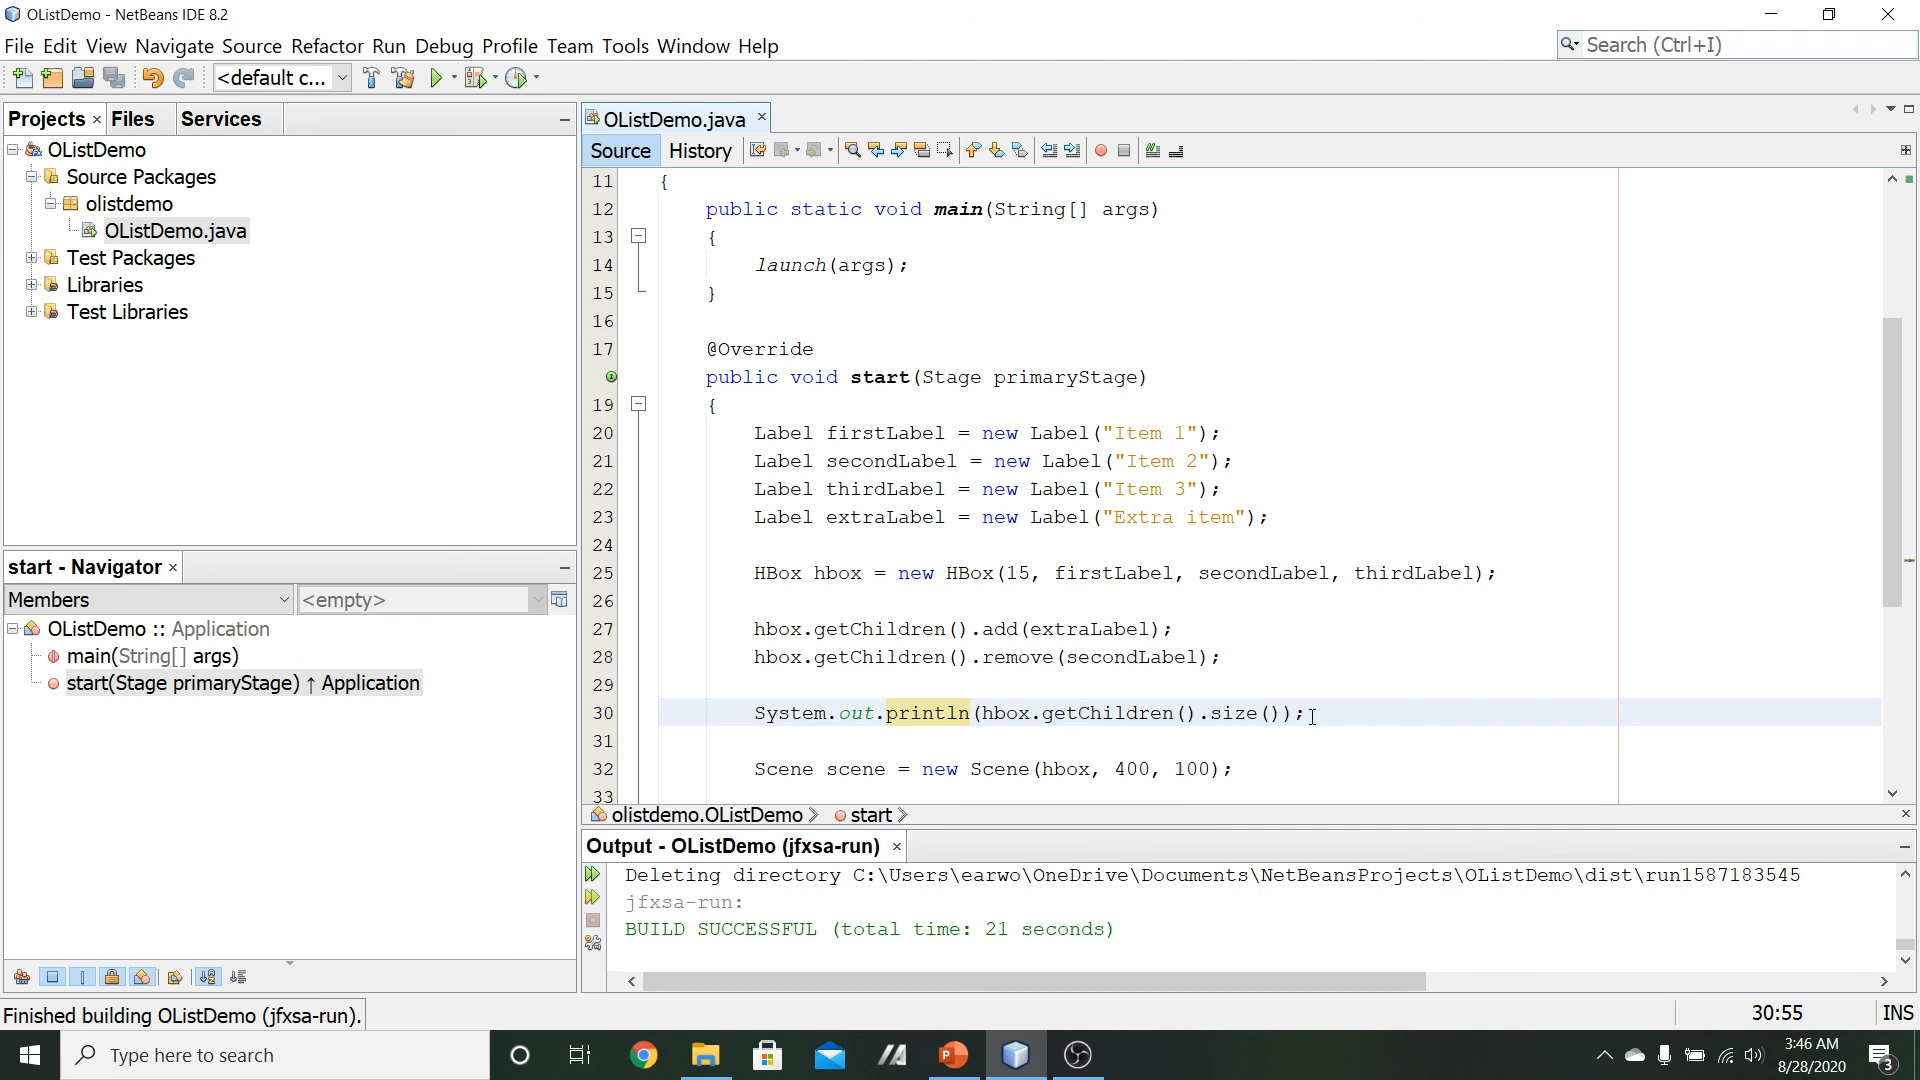 OListDemo - NetBeans IDE 8.2
File Edit View Navigate Source Refactor Run Debug Profile Team Tools Window Help
Search (Ctrl+I)
<default c...
Projects Files Services
OListDemo
Source Packages
olistdemo
OListDemo.java
Test Packages
Libraries
Test Libraries
start - Navigator
Members <empty>
OListDemo :: Application
main(String[] args)
start(Stage primaryStage) ↑ Application
OListDemo.java
Source History
11 {
12 public static void main(String[] args)
13 {
14 launch(args);
15 }
16
17 @Override
public void start(Stage primaryStage)
19 {
20 Label firstLabel = new Label("Item 1");
21 Label secondLabel = new Label("Item 2");
22 Label thirdLabel = new Label("Item 3");
23 Label extraLabel = new Label("Extra item");
24
25 HBox hbox = new HBox(15, firstLabel, secondLabel, thirdLabel);
26
27 hbox.getChildren().add(extraLabel);
28 hbox.getChildren().remove(secondLabel);
29
30 System.out.println(hbox.getChildren().size());
31
32 Scene scene = new Scene(hbox, 400, 100);
33
olistdemo.OListDemo start
Output - OListDemo (jfxsa-run)
Deleting directory C:\Users\earwo\OneDrive\Documents\NetBeansProjects\OListDemo\dist\run1587183545
jfxsa-run:
BUILD SUCCESSFUL (total time: 21 seconds)
Finished building OListDemo (jfxsa-run).
30:55 INS
Type here to search
3:46 AM
8/28/2020
3